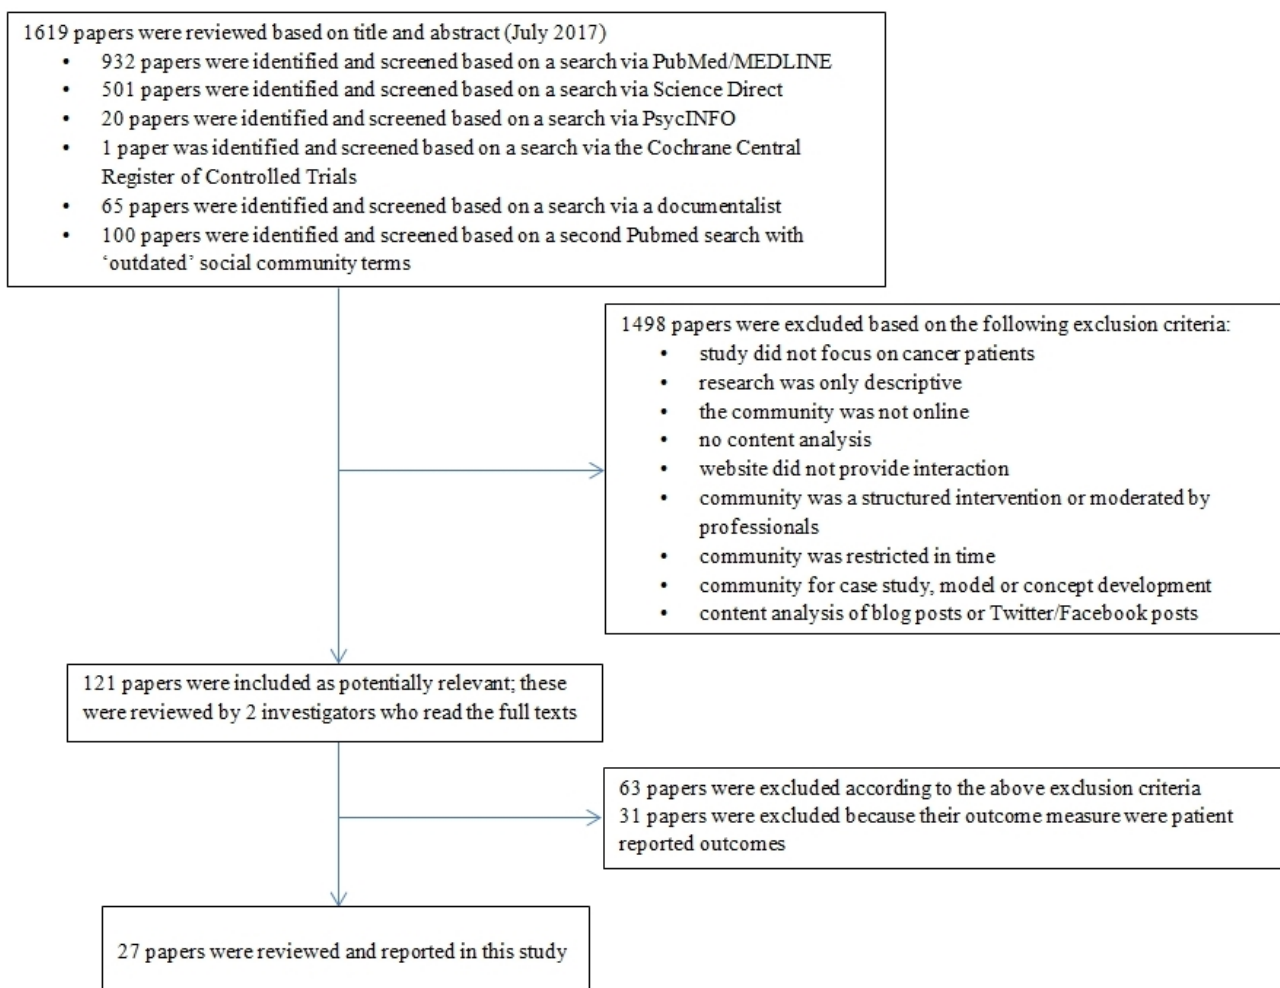 1619 papers were reviewed based on title and abstract (July 2017)
• 932 papers were identified and screened based on a search via PubMed/MEDLINE
• 501 papers were identified and screened based on a search via Science Direct
• 20 papers were identified and screened based on a search via PsycINFO
• 1 paper was identified and screened based on a search via the Cochrane Central
Register of Controlled Trials
• 65 papers were identified and screened based on a search via a documentalist
• 100 papers were identified and screened based on a second Pubmed search with
‘outdated’ social community terms
1498 papers were excluded based on the following exclusion criteria:
• study did not focus on cancer patients
• research was only descriptive
• the community was not online
• no content analysis
• website did not provide interaction
• community was a structured intervention or moderated by
professionals
• community was restricted in time
• community for case study, model or concept development
• content analysis of blog posts or Twitter/Facebook posts
121 papers were included as potentially relevant; these
were reviewed by 2 investigators who read the full texts
63 papers were excluded according to the above exclusion criteria
31 papers were excluded because their outcome measure were patient
reported outcomes
27 papers were reviewed and reported in this study